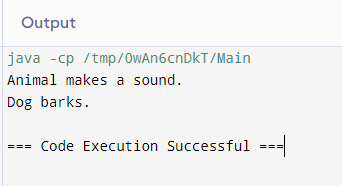 Output
java -cp /tmp/OwAn6cnDkT/Main
Animal makes a sound.
Dog barks.
=== Code Execution Successful ===